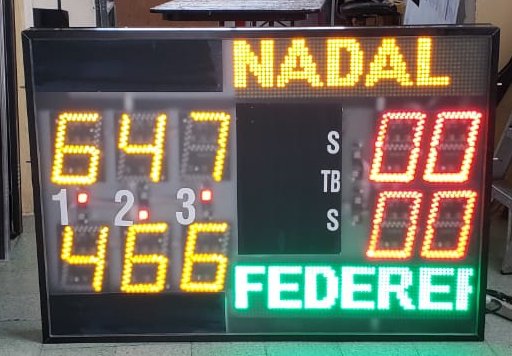 NADAL
6 4 7 S 00
1 2 3 TB
4 6 6 S 00
FEDERER